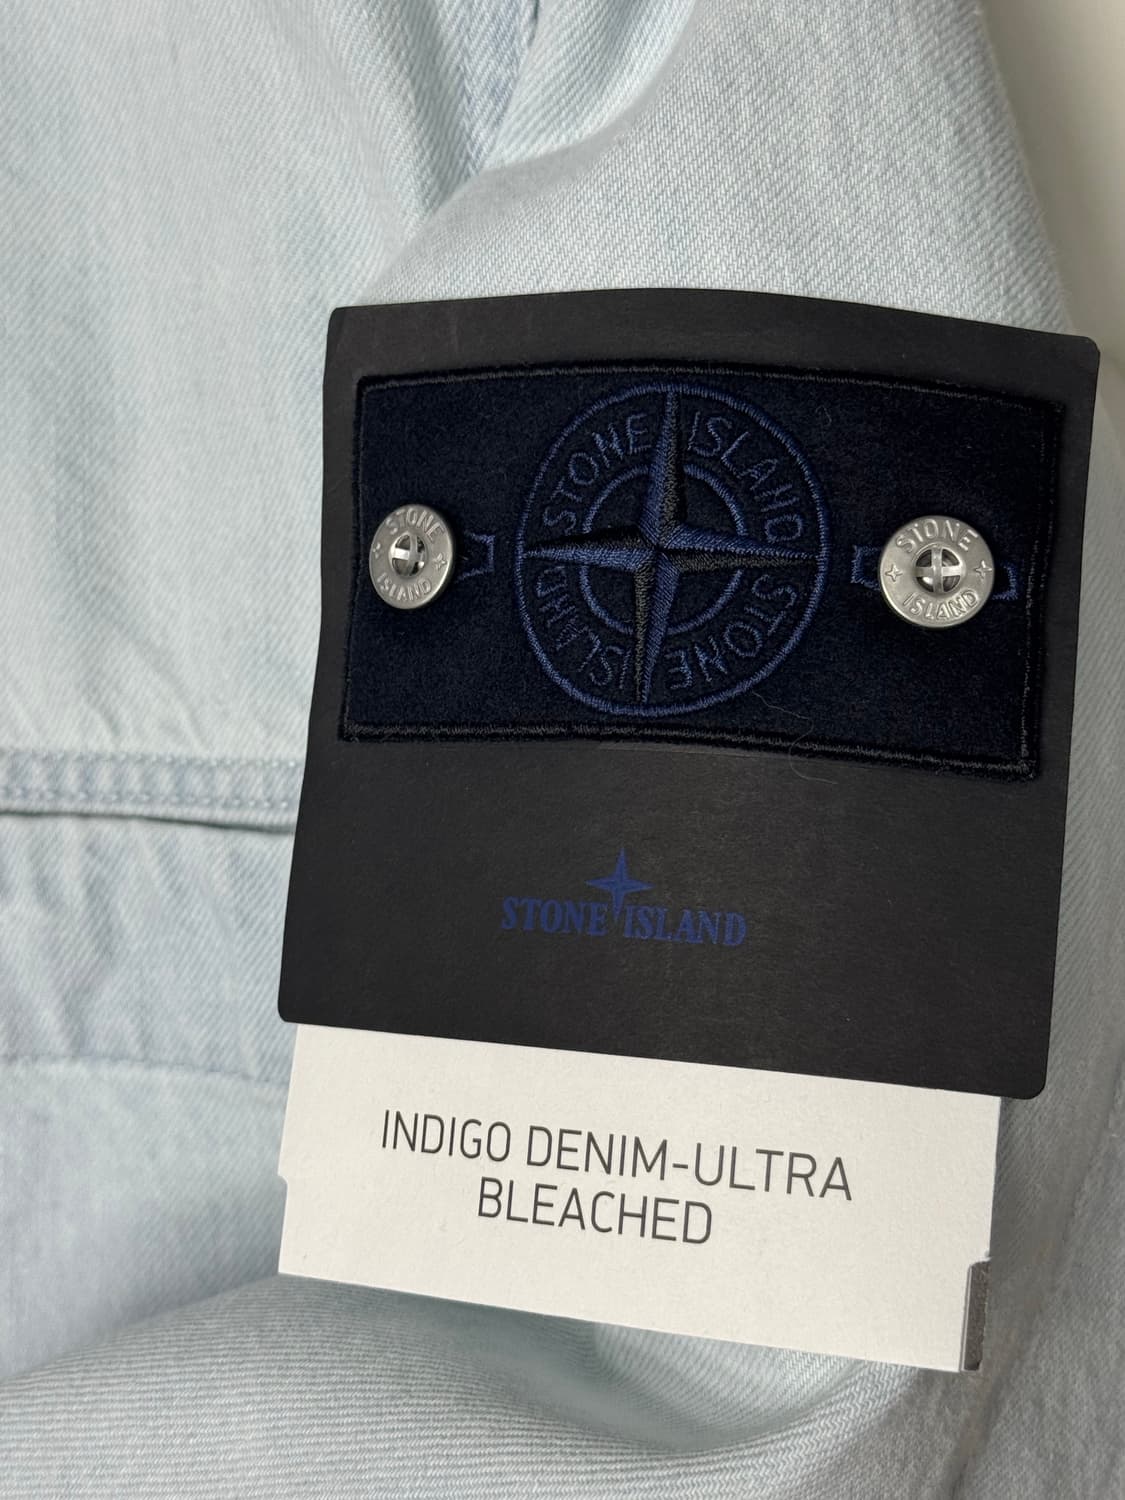 STONE ISLAND STONE ISLAND
STONE ISLAND
STONE ISLAND
STONE ISLAND
INDIGO DENIM-ULTRA
BLEACHED